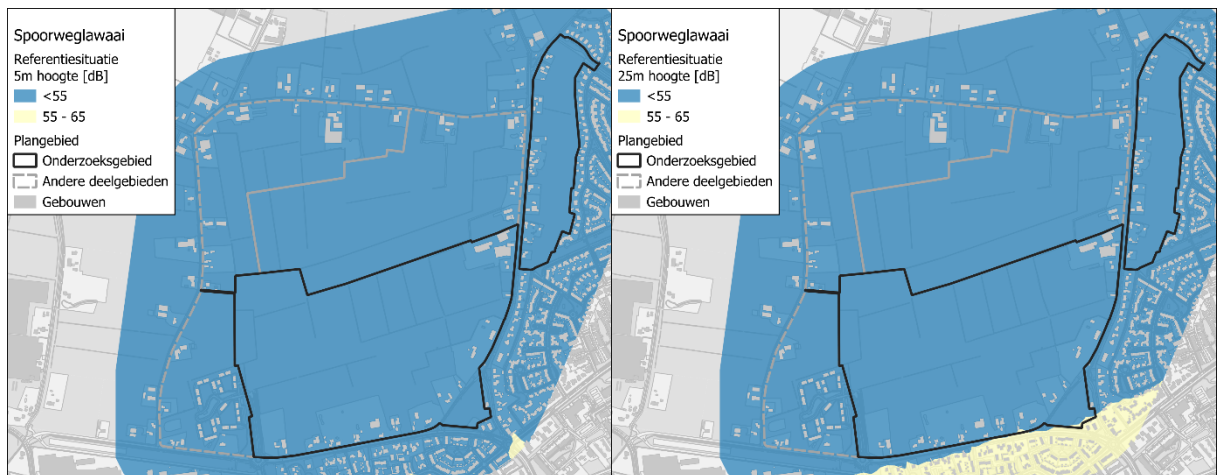 Spoorweglawaai
Referentiesituatie
5m hoogte [dB]
<55
55 - 65
Plangebied
Onderzoeksgebied
Andere deelgebieden
Gebouwen
Spoorweglawaai
Referentiesituatie
25m hoogte [dB]
<55
55 - 65
Plangebied
Onderzoeksgebied
Andere deelgebieden
Gebouwen